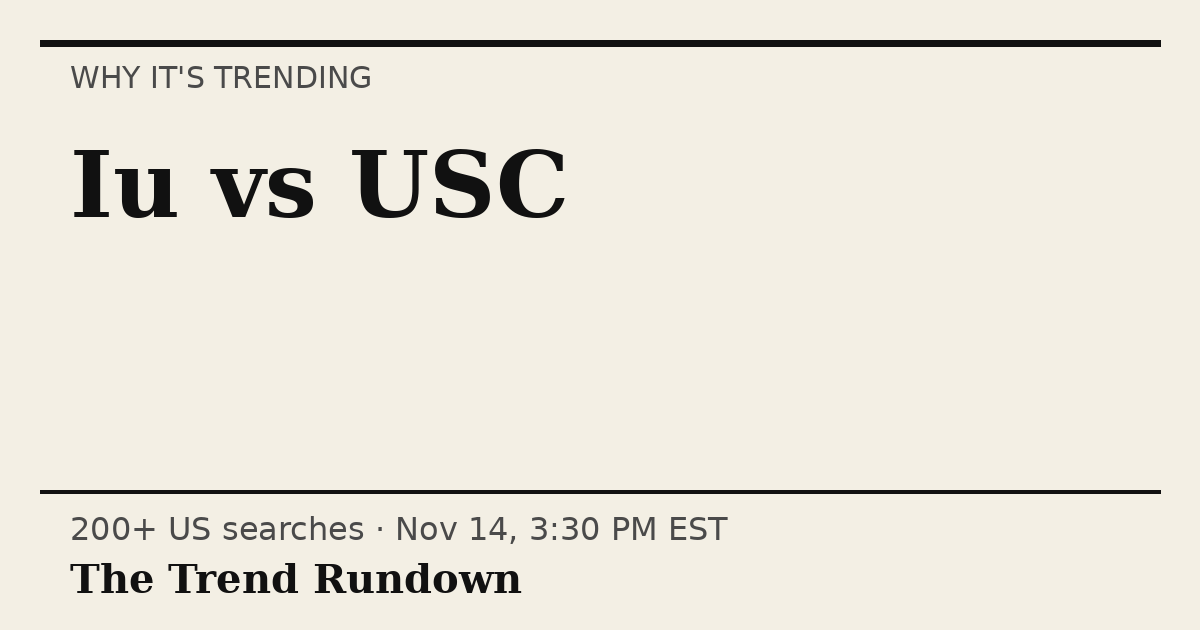 WHY IT'S TRENDING
Iu vs USC
200+ US searches · Nov 14, 3:30 PM EST
The Trend Rundown